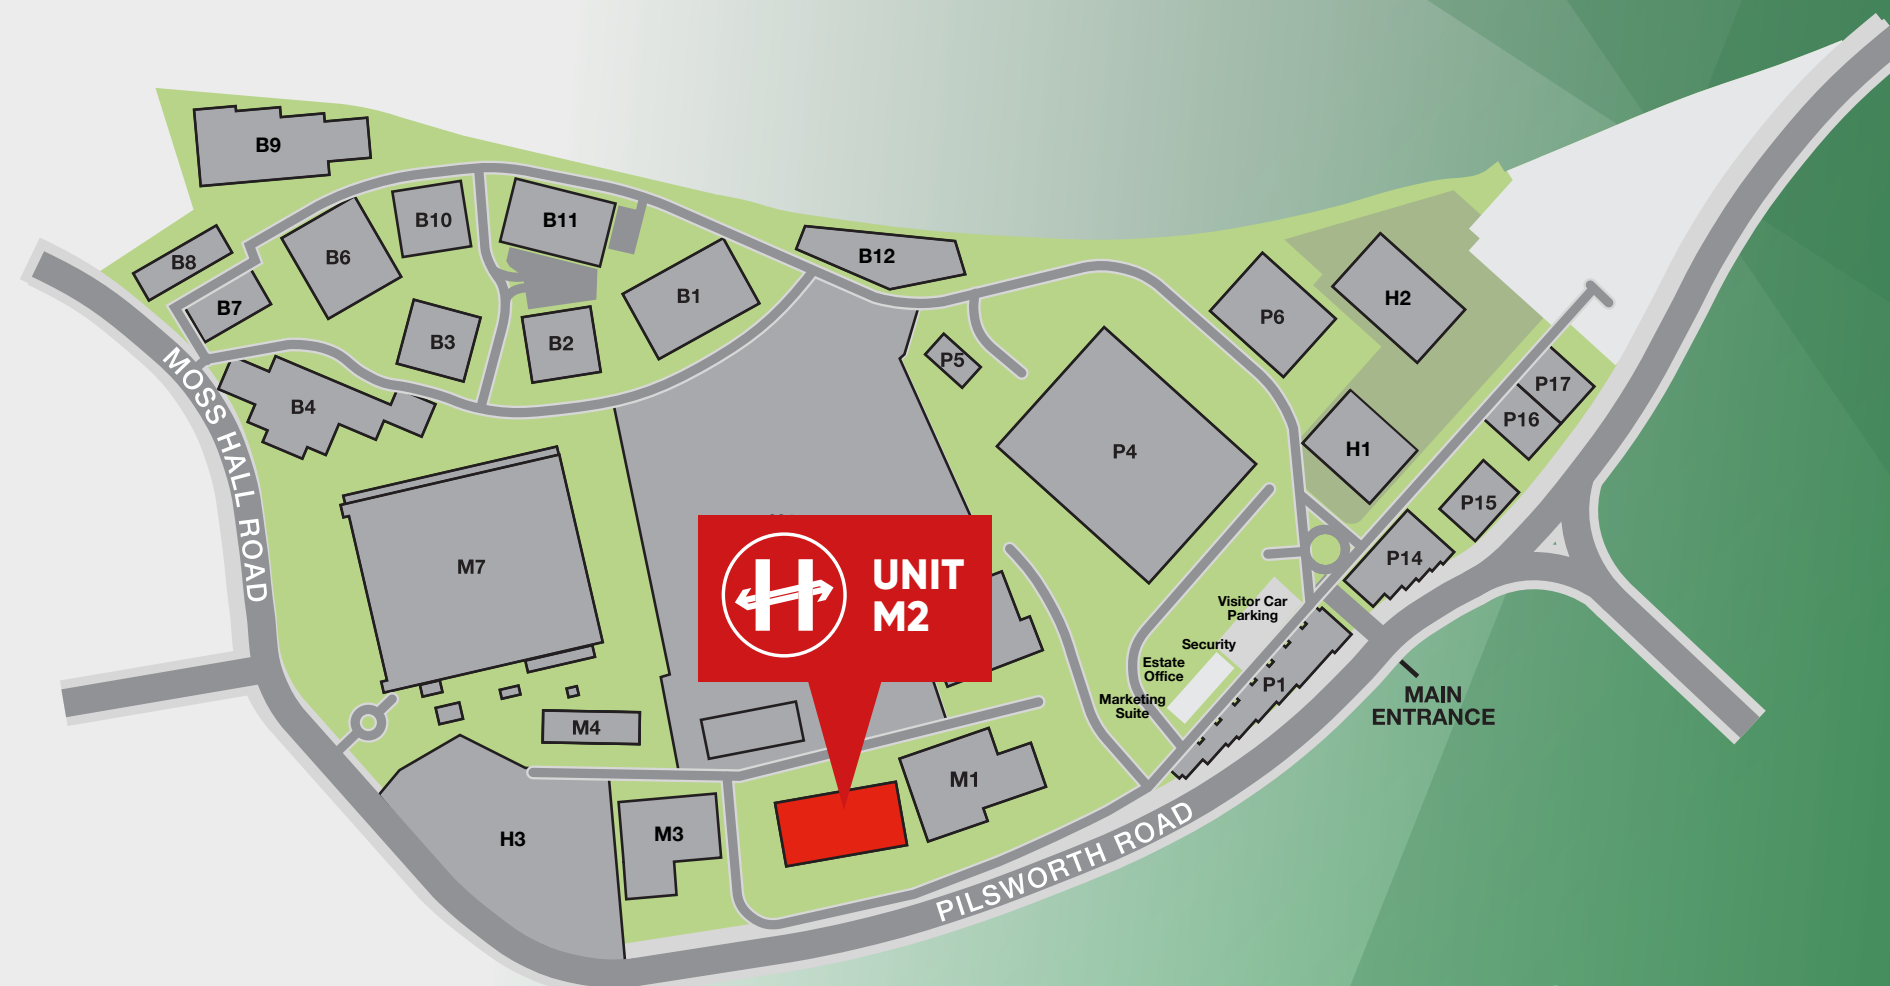 B9
B10
B11
B8
B6
B12
B7
B1
H2
P6
B3
B2
P5
P17
B4
P16
MOSS HALL ROAD
P4
H1
P15
M7
P14
H
UNIT
M2
Visitor Car
Parking
Security
Estate
Office
Marketing
Suite
P1
MAIN
ENTRANCE
M4
M1
H3
M3
PILSWORTH ROAD